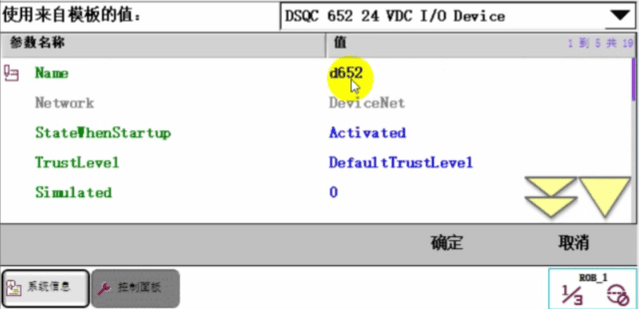 使用来自模板的值: DSQC 652 24 VDC I/O Device
参数名称 值 1 到 5 共 19
Name d652
Network DeviceNet
StateWhenStartup Activated
TrustLevel DefaultTrustLevel
Simulated 0
确定 取消
系统信息 控制面板 ROB_1
1/3